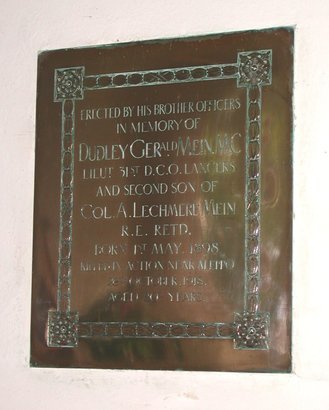 ERECTED BY HIS BROTHER OFFICERS
IN MEMORY OF
DUDLEY GERALD MEIN, M.C
LIEUT 31ST D.C.O. LANCERS
AND SECOND SON OF
COL. A. LECHMERE MEIN
R.E. RETD.
BORN 1ST MAY 1898
KILLED IN ACTION NEAR ALEPPO
OCTOBER 1918.
AGED 20 YEARS.